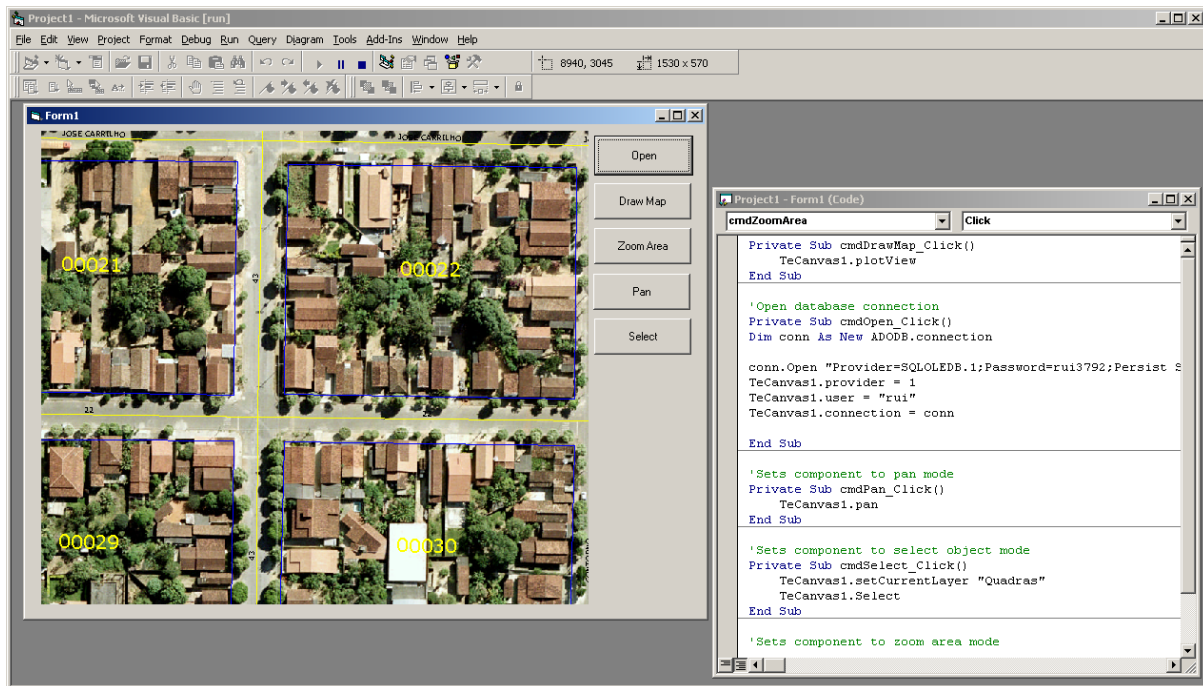 Project1 - Microsoft Visual Basic [run]
File Edit View Project Format Debug Run Query Diagram Tools Add-Ins Window Help
8940, 3045 1530 x 570
Form1
JOSE CARRILHO JOSE CARRILHO
00021
00022
43
22
00029
00030
43
Open
Draw Map
Zoom Area
Pan
Select
Project1 - Form1 (Code)
cmdZoomArea Click
Private Sub cmdDrawMap_Click()
TeCanvas1.plotView
End Sub
'Open database connection
Private Sub cmdOpen_Click()
Dim conn As New ADODB.connection
conn.Open "Provider=SQLOLEDB.1;Password=rui3792;Persist S
TeCanvas1.provider = 1
TeCanvas1.user = "rui"
TeCanvas1.connection = conn
End Sub
'Sets component to pan mode
Private Sub cmdPan_Click()
TeCanvas1.pan
End Sub
'Sets component to select object mode
Private Sub cmdSelect_Click()
TeCanvas1.setCurrentLayer "Quadras"
TeCanvas1.Select
End Sub
'Sets component to zoom area mode